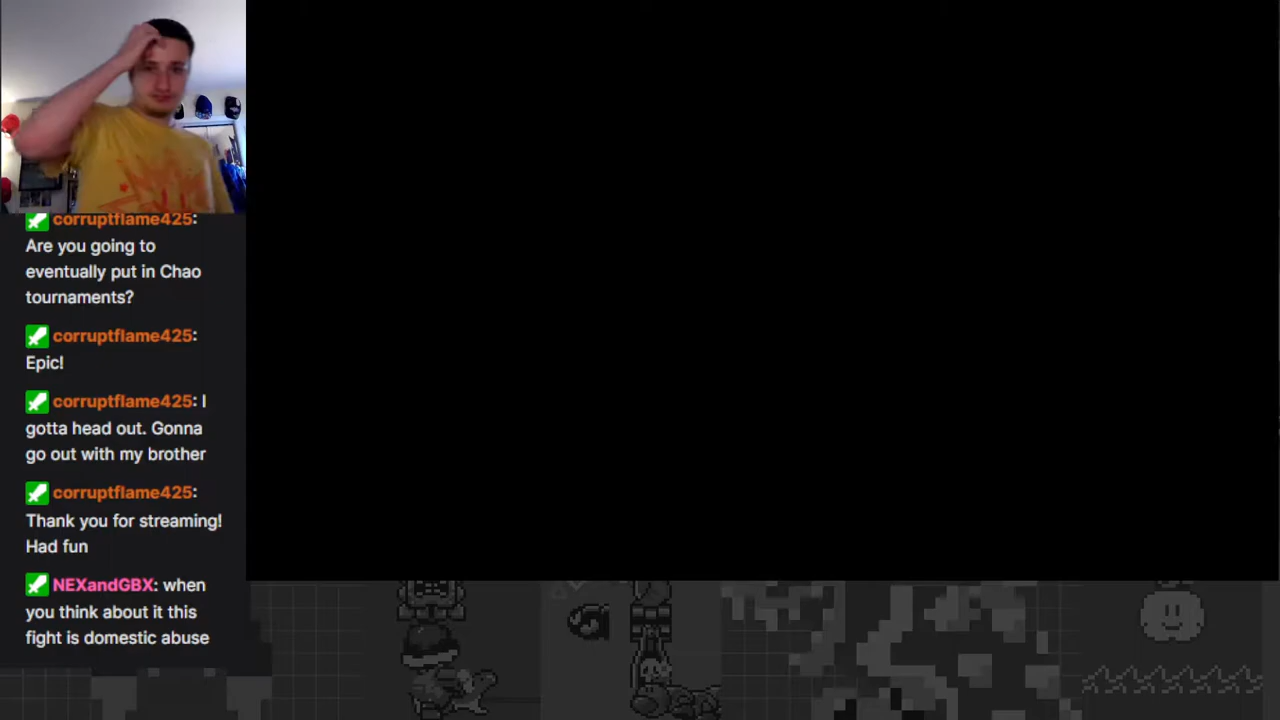 corruptflame425:
Are you going to
eventually put in Chao
tournaments?
corruptflame425:
Epic!
corruptflame425: I
gotta head out. Gonna
go out with my brother
corruptflame425:
Thank you for streaming!
Had fun
NEXandGBX: when
you think about it this
fight is domestic abuse